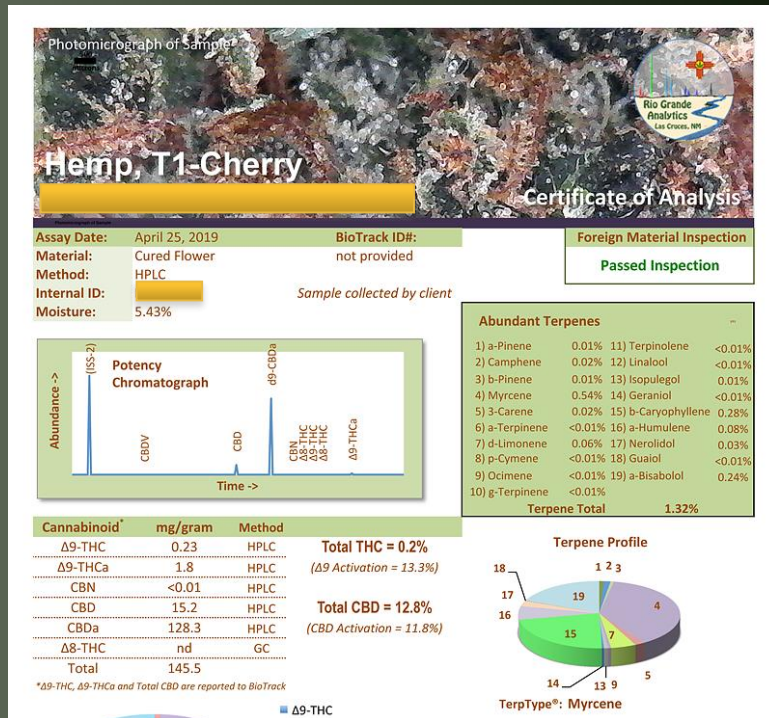 Photomicrograph of Sample
Rio Grande
Analytics
Las Cruces, NM
Hemp, T1-Cherry
Certificate of Analysis
Photomicrograph of Sample
Assay Date: April 25, 2019 BioTrack ID#:
Material: Cured Flower not provided
Method: HPLC
Internal ID: Sample collected by client
Moisture: 5.43%
Foreign Material Inspection
Passed Inspection
Potency
Chromatograph
Abundance ->
(ISS-2)
CBDV
CBD
d9-CBDa
CBN
Δ8-THC
Δ9-THC
Δ8-THC
Δ9-THCa
Time ->
Abundant Terpenes –
1) a-Pinene 0.01% 11) Terpinolene <0.01%
2) Camphene 0.02% 12) Linalool <0.01%
3) b-Pinene 0.01% 13) Isopulegol 0.01%
4) Myrcene 0.54% 14) Geraniol <0.01%
5) 3-Carene 0.02% 15) b-Caryophyllene 0.28%
6) a-Terpinene <0.01% 16) a-Humulene 0.08%
7) d-Limonene 0.06% 17) Nerolidol 0.03%
8) p-Cymene <0.01% 18) Guaiol <0.01%
9) Ocimene <0.01% 19) a-Bisabolol 0.24%
10) g-Terpinene <0.01%
Terpene Total 1.32%
Cannabinoid* mg/gram Method
Δ9-THC 0.23 HPLC
Δ9-THCa 1.8 HPLC
CBN <0.01 HPLC
CBD 15.2 HPLC
CBDa 128.3 HPLC
Δ8-THC nd GC
Total 145.5
*Δ9-THC, Δ9-THCa and Total CBD are reported to BioTrack
Total THC = 0.2%
(Δ9 Activation = 13.3%)
Total CBD = 12.8%
(CBD Activation = 11.8%)
Terpene Profile
1 2 3
4
5
7
9
13
14
15
16
17
18
19
TerpType®: Myrcene
Δ9-THC